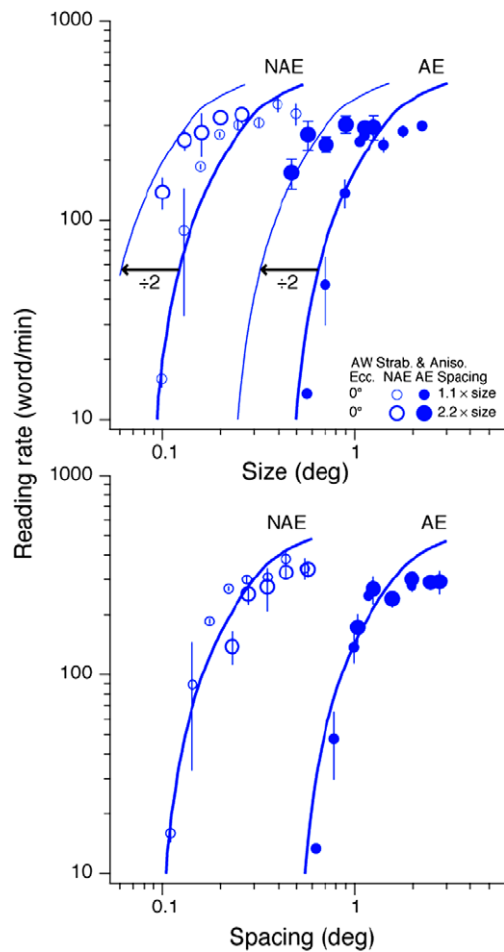 1000
NAE AE
100
÷2 ÷2
AW Strab. & Aniso.
Ecc. NAE AE Spacing
0° 1.1 × size
0° 2.2 × size
10
0.1 1
Size (deg)
Reading rate (word/min)
1000
NAE AE
100
10
0.1 1
Spacing (deg)